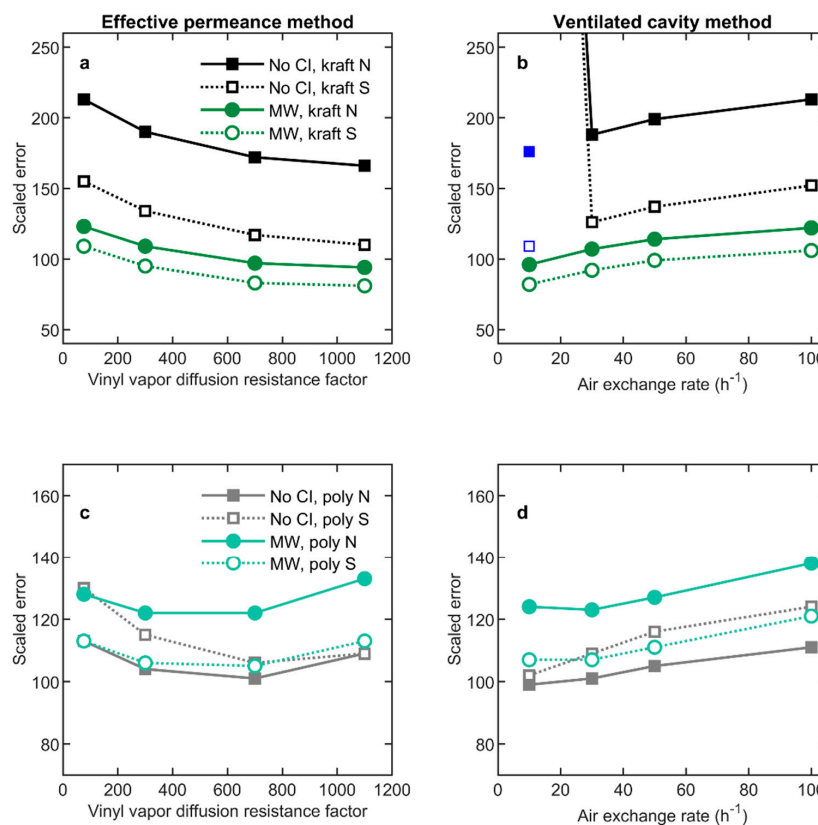 Effective permeance method
Ventilated cavity method
a
No CI, kraft N
No CI, kraft S
MW, kraft N
MW, kraft S
Scaled error
250
200
150
100
50
0 200 400 600 800 1000 1200
Vinyl vapor diffusion resistance factor
b
Scaled error
250
200
150
100
50
0 20 40 60 80 100
Air exchange rate (h⁻¹)
c
No CI, poly N
No CI, poly S
MW, poly N
MW, poly S
Scaled error
160
140
120
100
80
0 200 400 600 800 1000 1200
Vinyl vapor diffusion resistance factor
d
Scaled error
160
140
120
100
80
0 20 40 60 80 100
Air exchange rate (h⁻¹)